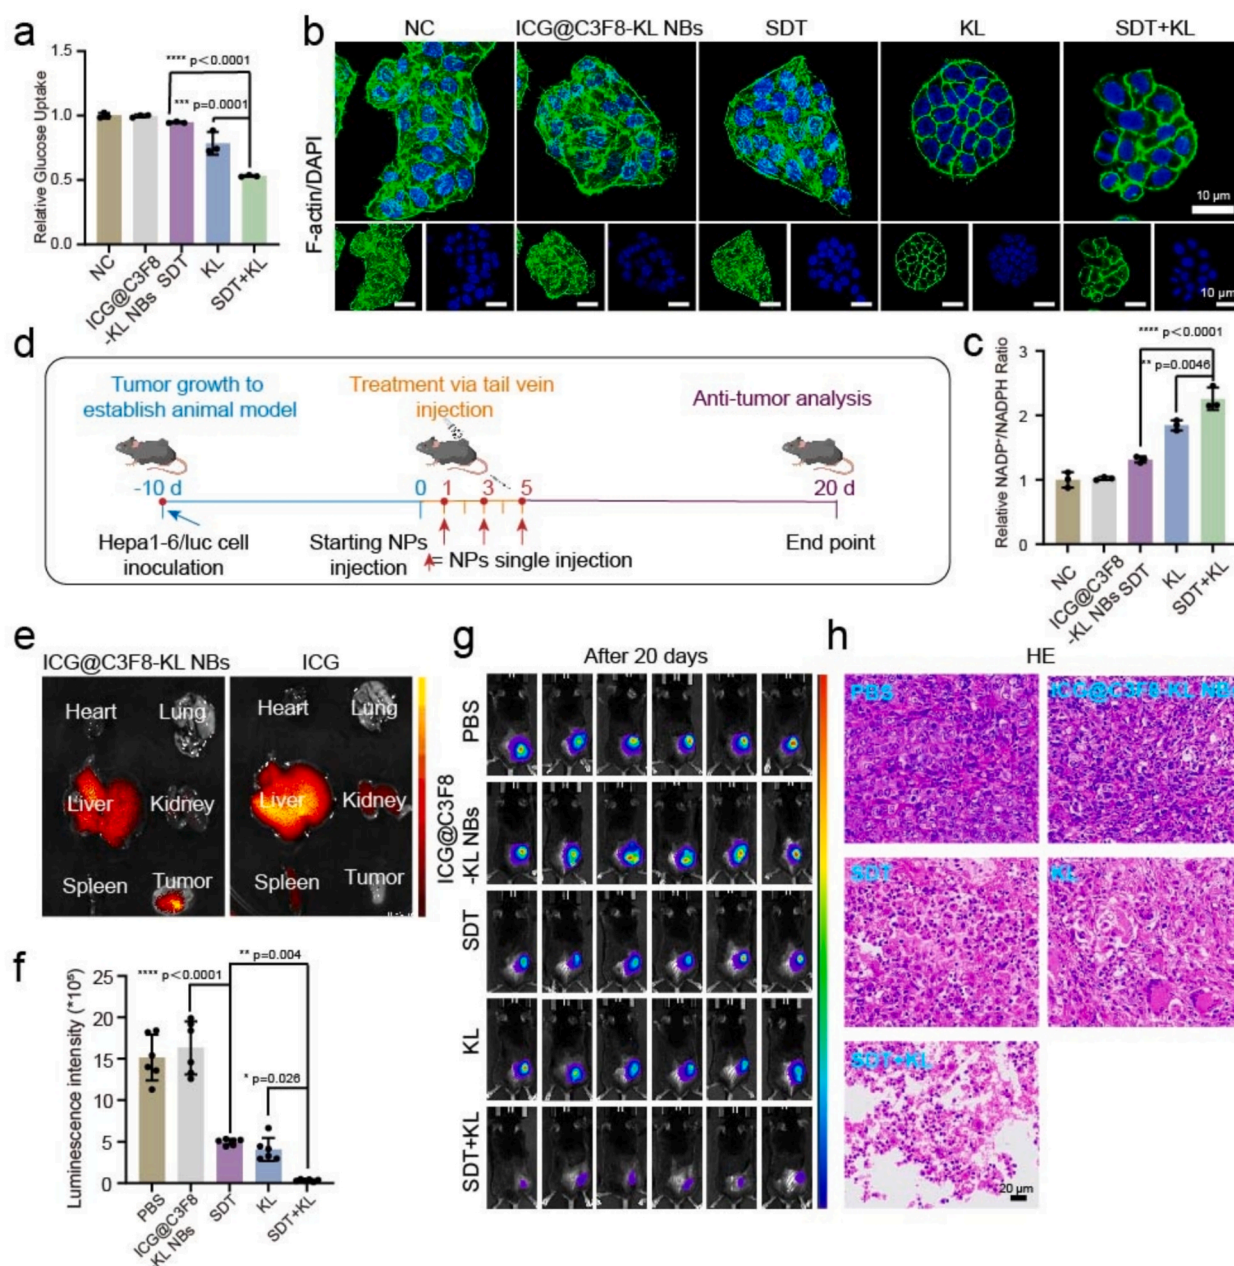 a
1.5
1.0
0.5
0.0
Relative Glucose Uptake
**** p<0.0001
*** p=0.0001
NC
ICG@C3F8
-KL NBs
SDT
KL
SDT+KL
b
NC
ICG@C3F8-KL NBs
SDT
KL
SDT+KL
F-actin/DAPI
10 μm
10 μm
d
Tumor growth to
establish animal model
Treatment via tail vein
injection
Anti-tumor analysis
-10 d
0
1
3
5
20 d
Hepa1-6/luc cell
inoculation
Starting NPs
injection
= NPs single injection
End point
c
3
2
1
0
Relative NADP⁺/NADPH Ratio
**** p<0.0001
** p=0.0046
NC
ICG@C3F8
-KL NBs
SDT
KL
SDT+KL
e
ICG@C3F8-KL NBs
ICG
Heart
Lung
Liver
Kidney
Spleen
Tumor
Heart
Lung
Liver
Kidney
Spleen
Tumor
f
25
20
15
10
5
0
Luminescence intensity (*10⁵)
**** p<0.0001
** p=0.004
* p=0.026
PBS
ICG@C3F8
KL NBs
SDT
KL
SDT+KL
g
After 20 days
PBS
ICG@C3F8
-KL NBs
SDT
KL
SDT+KL
h
HE
PBS
ICG@C3F8-KL NB
SDT
KL
SDT+KL
20 μm